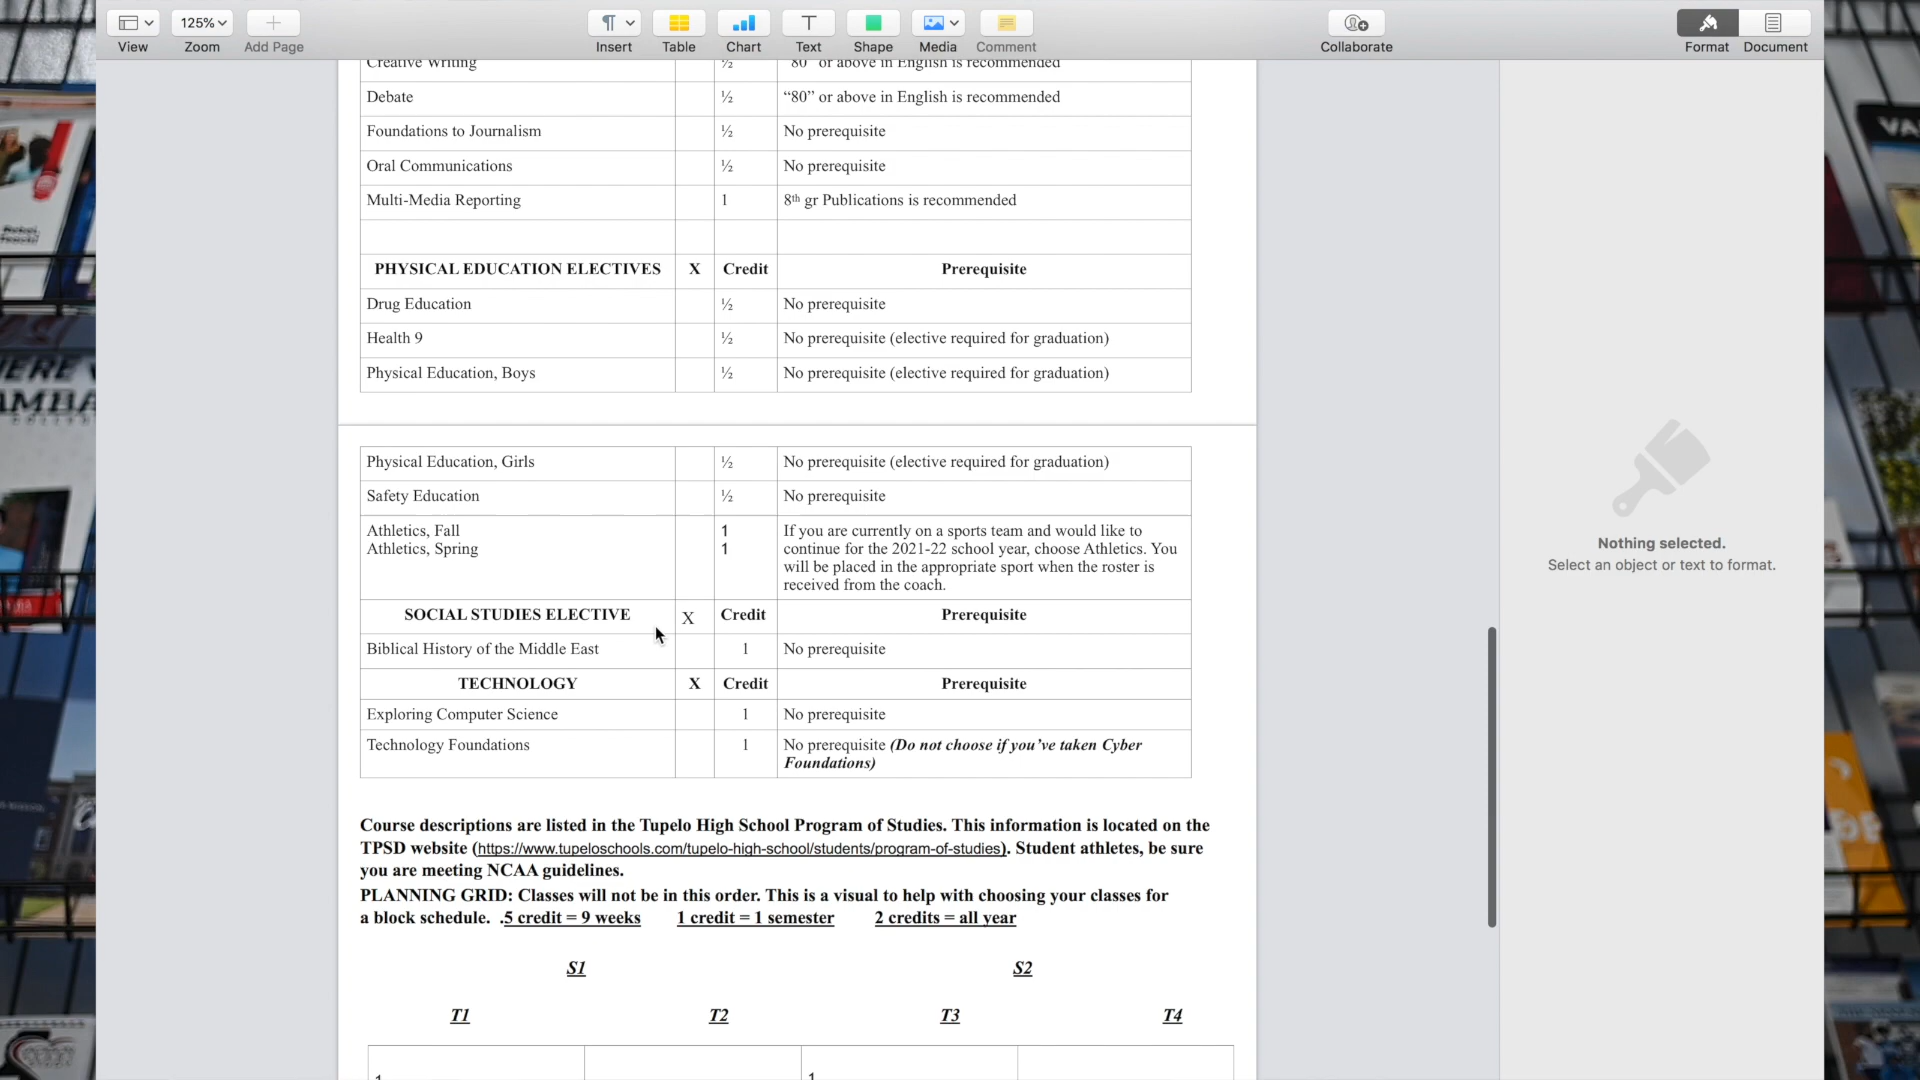 125%
View Zoom Add Page Insert Table Chart Text Shape Media Comment Collaborate Format Document
Creative Writing ½ "80" or above in English is recommended
Debate ½ “80” or above in English is recommended
Foundations to Journalism ½ No prerequisite
Oral Communications ½ No prerequisite
Multi-Media Reporting 1 8th gr Publications is recommended
PHYSICAL EDUCATION ELECTIVES X Credit Prerequisite
Drug Education ½ No prerequisite
Health 9 ½ No prerequisite (elective required for graduation)
Physical Education, Boys ½ No prerequisite (elective required for graduation)
Physical Education, Girls ½ No prerequisite (elective required for graduation)
Safety Education ½ No prerequisite
Athletics, Fall 1 If you are currently on a sports team and would like to
Athletics, Spring 1 continue for the 2021-22 school year, choose Athletics. You
will be placed in the appropriate sport when the roster is
received from the coach.
SOCIAL STUDIES ELECTIVE X Credit Prerequisite
Biblical History of the Middle East 1 No prerequisite
TECHNOLOGY X Credit Prerequisite
Exploring Computer Science 1 No prerequisite
Technology Foundations 1 No prerequisite (Do not choose if you’ve taken Cyber
Foundations)
Course descriptions are listed in the Tupelo High School Program of Studies. This information is located on the
TPSD website (https://www.tupeloschools.com/tupelo-high-school/students/program-of-studies). Student athletes, be sure
you are meeting NCAA guidelines.
PLANNING GRID: Classes will not be in this order. This is a visual to help with choosing your classes for
a block schedule. .5 credit = 9 weeks 1 credit = 1 semester 2 credits = all year
S1 S2
T1 T2 T3 T4
1 1
Nothing selected.
Select an object or text to format.